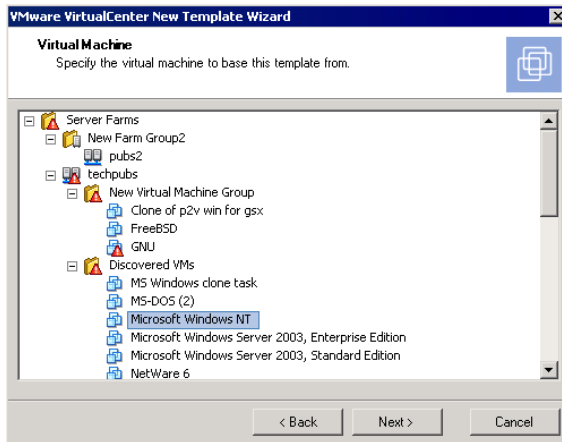 VMware VirtualCenter New Template Wizard
Virtual Machine
Specify the virtual machine to base this template from.
Server Farms
New Farm Group2
pubs2
techpubs
New Virtual Machine Group
Clone of p2v win for gsx
FreeBSD
GNU
Discovered VMs
MS Windows clone task
MS-DOS (2)
Microsoft Windows NT
Microsoft Windows Server 2003, Enterprise Edition
Microsoft Windows Server 2003, Standard Edition
NetWare 6
< Back Next > Cancel